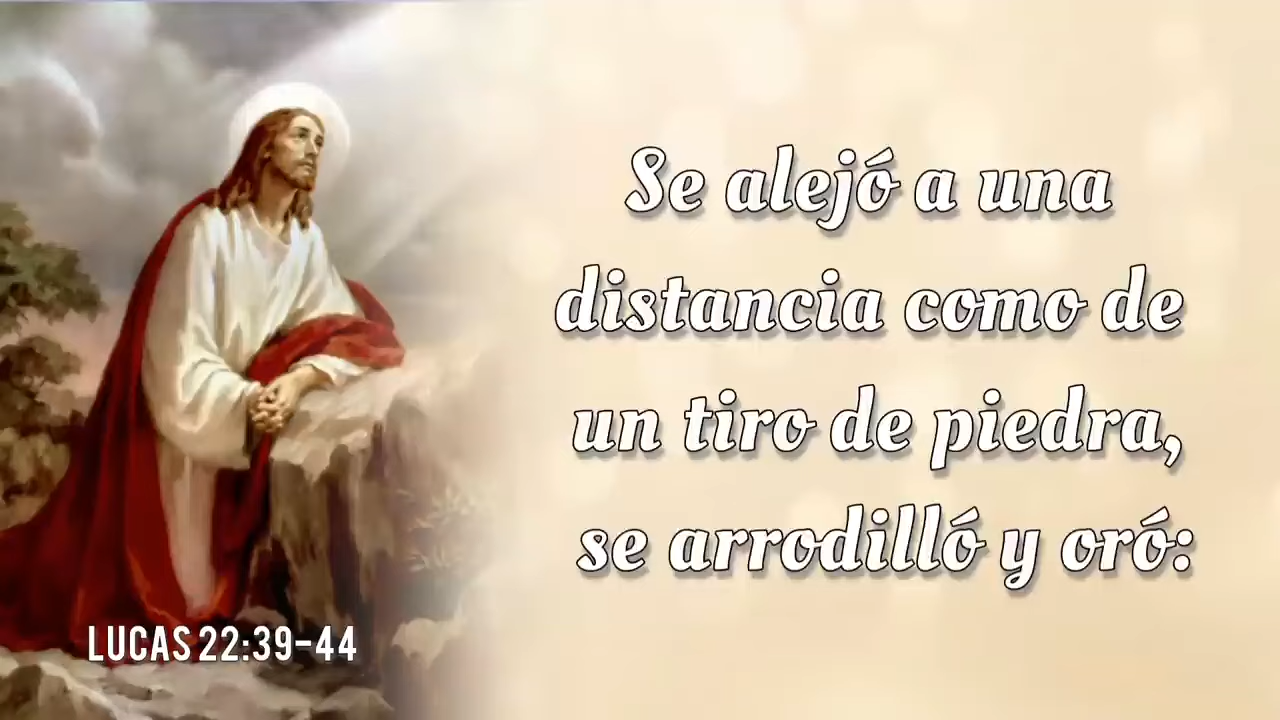 Se alejó a una
distancia como de
un tiro de piedra,
se arrodilló y oró:
LUCAS 22:39-44